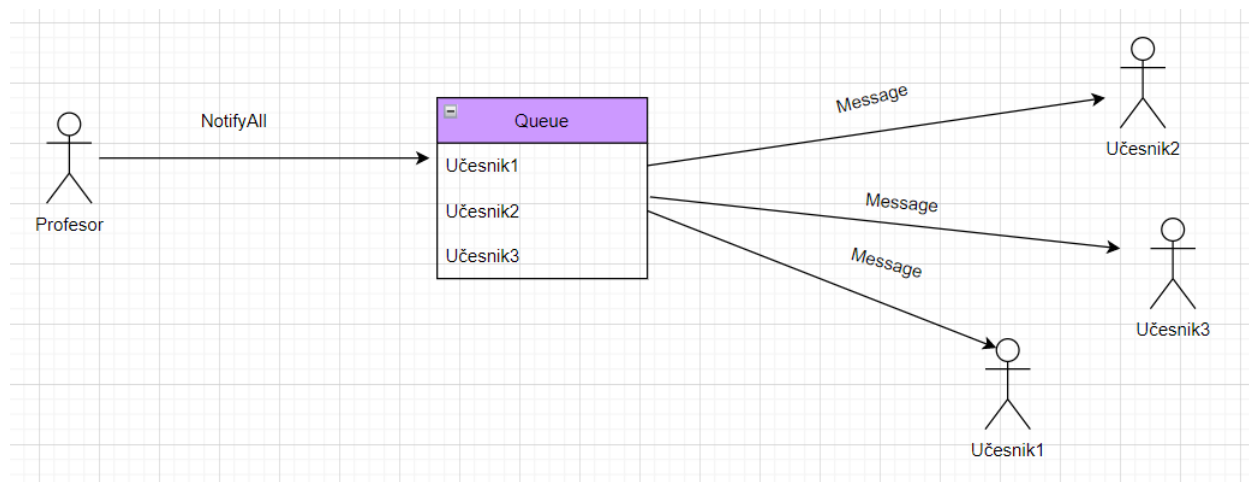 NotifyAll
Profesor
Queue
Učesnik1
Učesnik2
Učesnik3
Message
Učesnik2
Message
Učesnik3
Message
Učesnik1